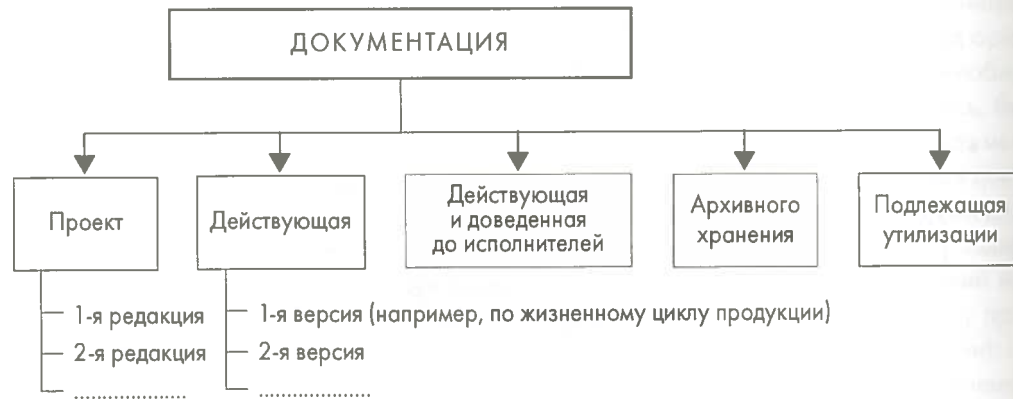 ДОКУМЕНТАЦИЯ
Проект
Действующая
Действующая
и доведенная
до исполнителей
Архивного
хранения
Подлежащая
утилизации
1-я редакция
2-я редакция
....................
1-я версия (например, по жизненному циклу продукции)
2-я версия
....................